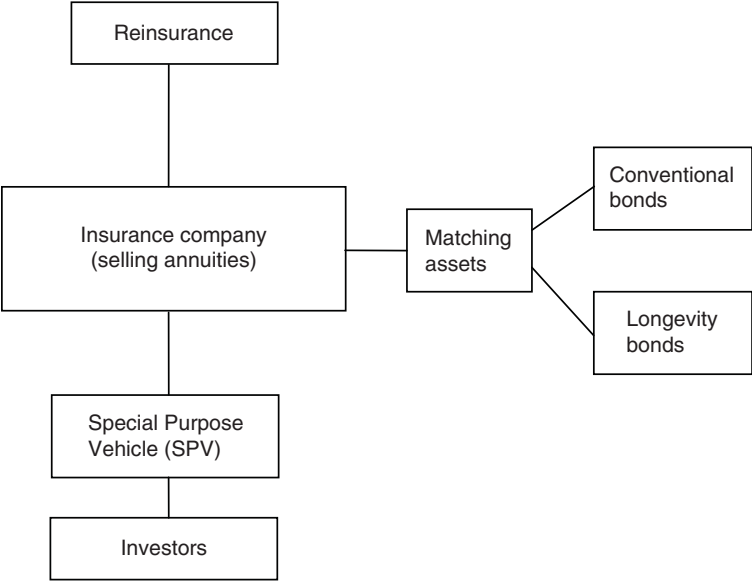 Reinsurance
Conventional
bonds
Insurance company
(selling annuities)
Matching
assets
Longevity
bonds
Special Purpose
Vehicle (SPV)
Investors